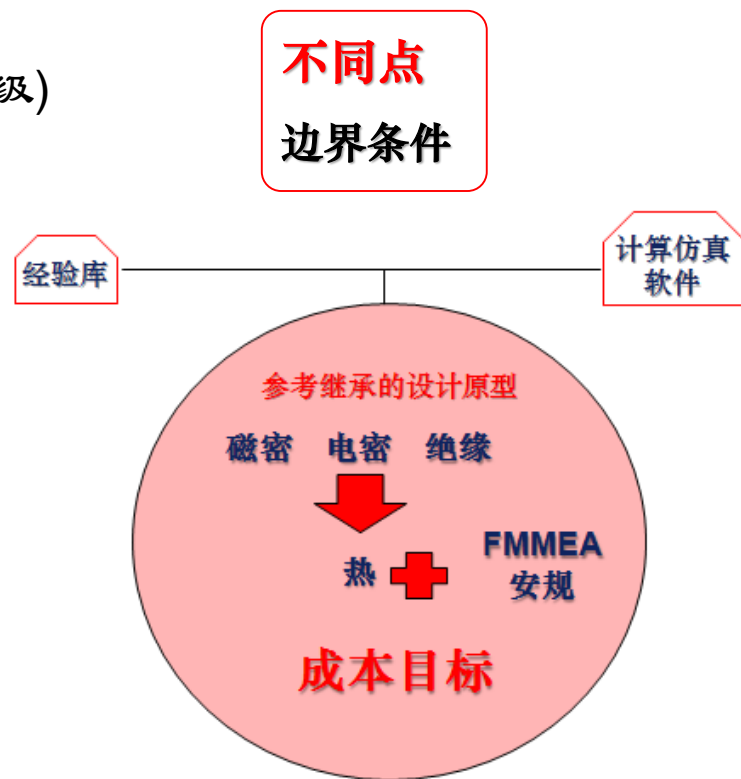 不同点
级)
边界条件
经验库
计算仿真
软件
参考继承的设计原型
磁密 电密 绝缘
热
FMMEA
安规
成本目标